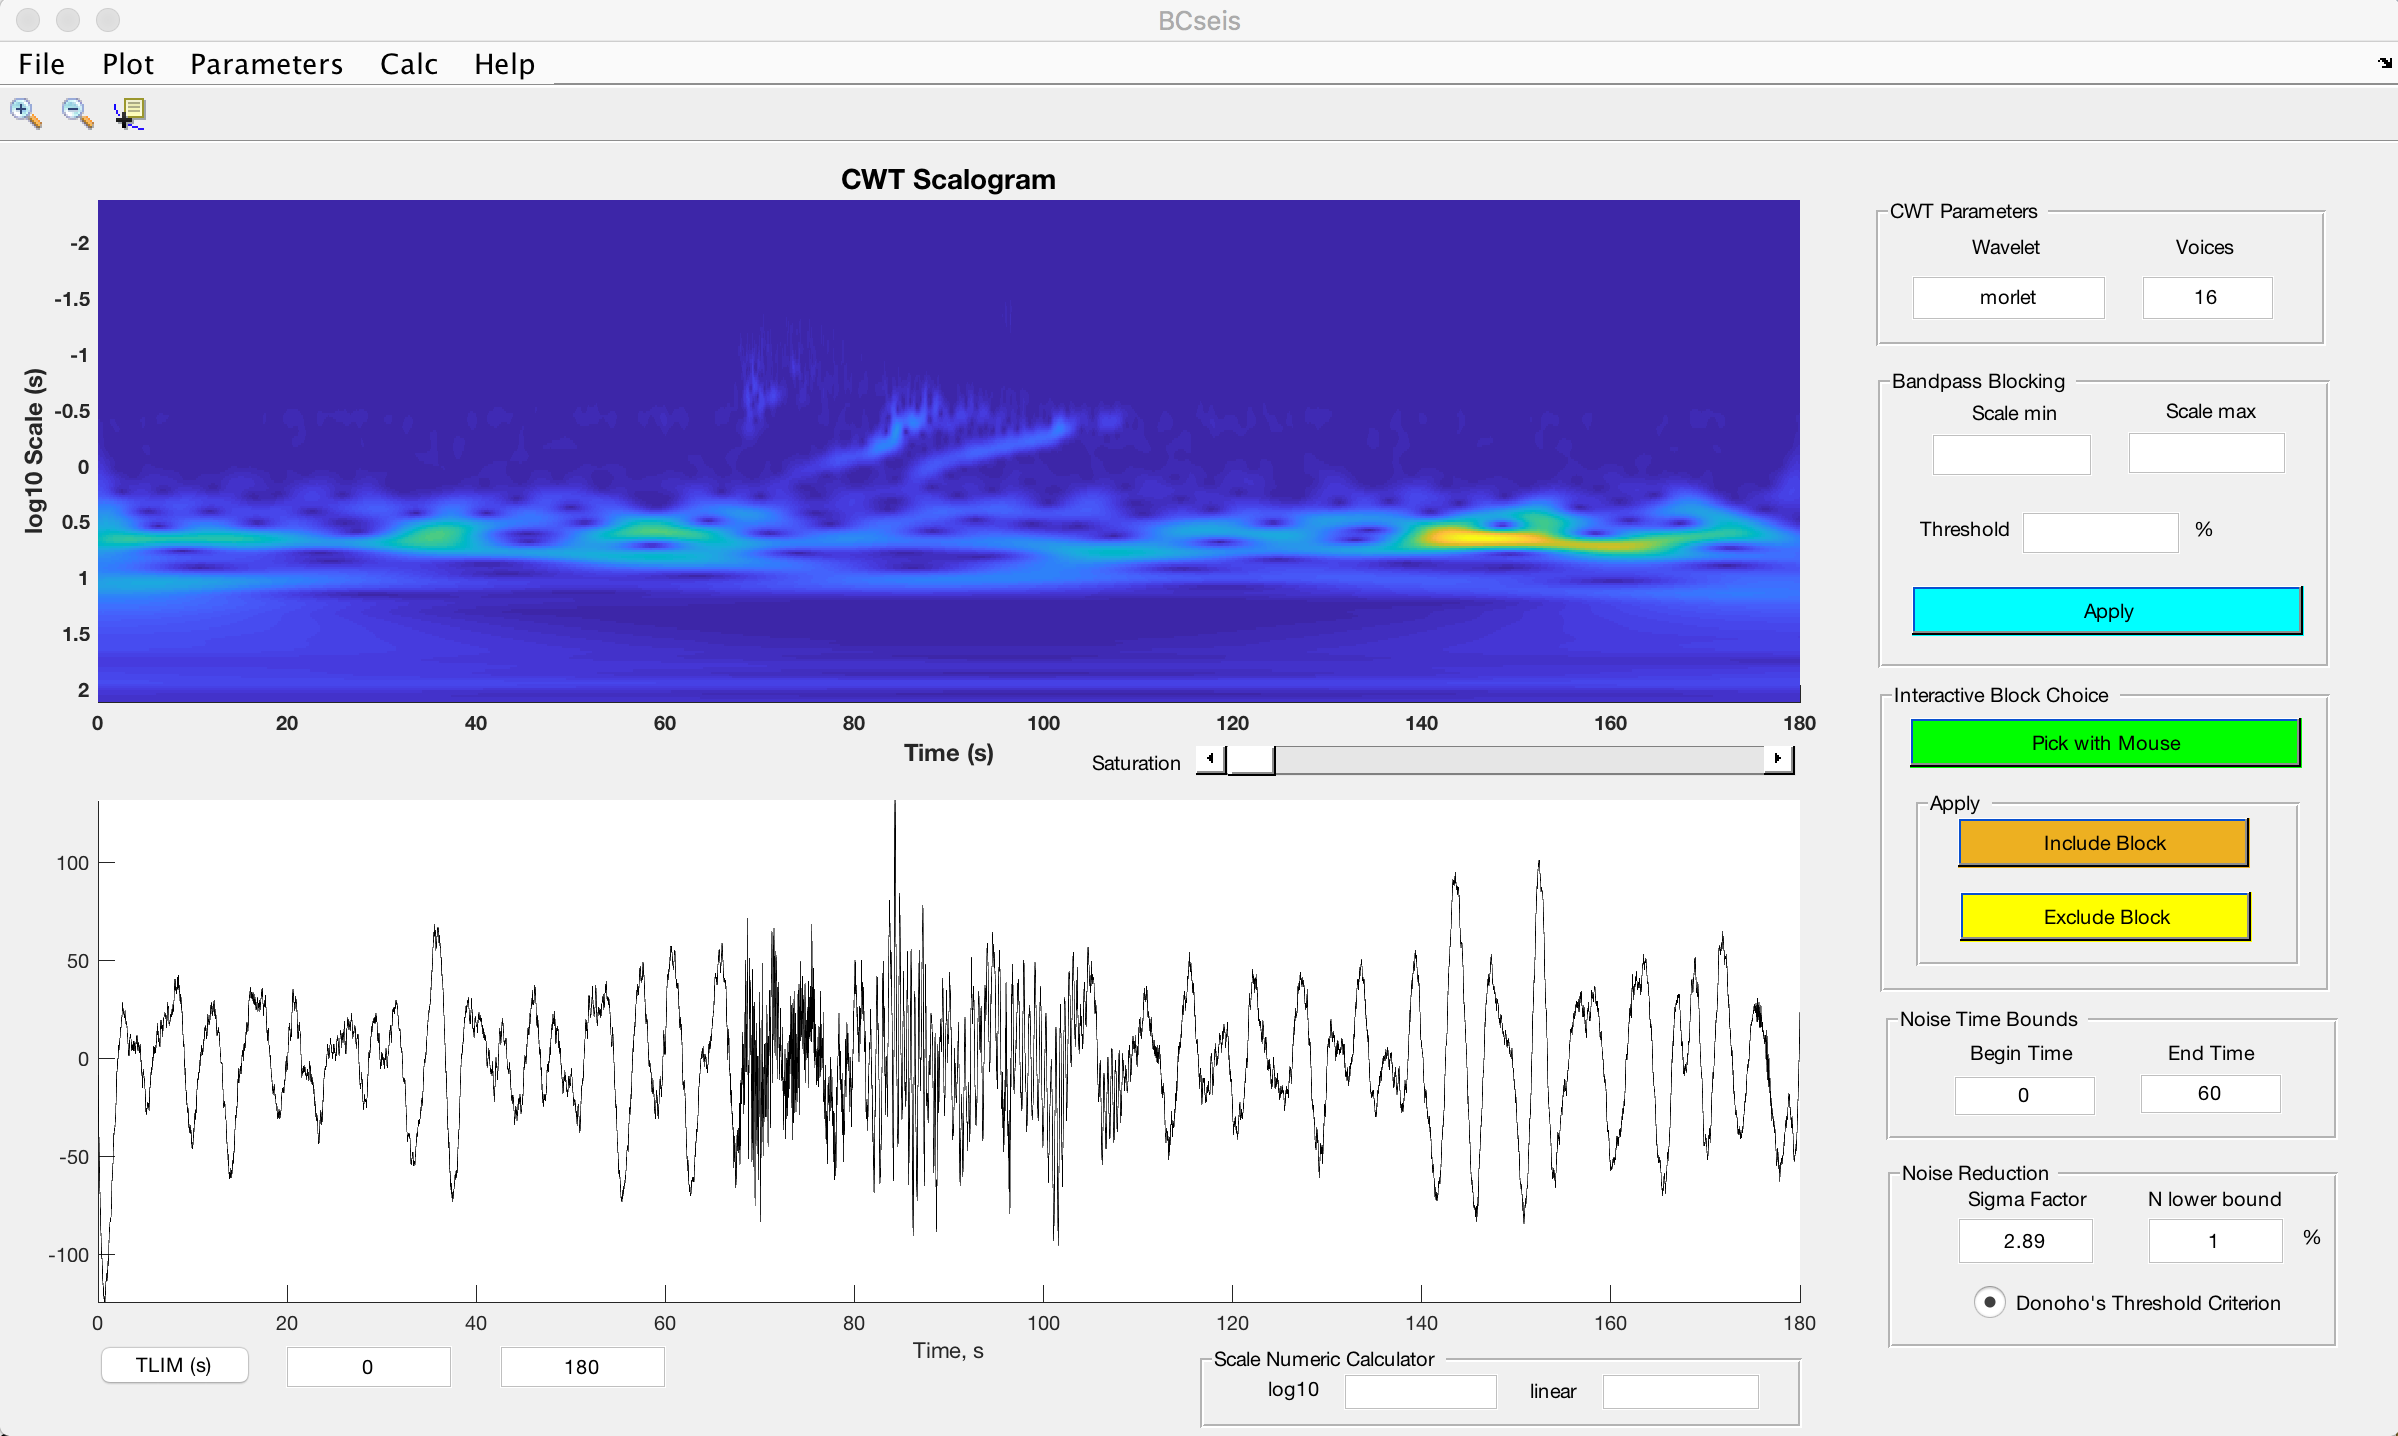 BCseis
File Plot Parameters Calc Help
CWT Scalogram
log10 Scale (s)
-2
-1.5
-1
-0.5
0
0.5
1
1.5
2
0 20 40 60 80 100 120 140 160 180
Time (s)
Saturation
100
50
0
-50
-100
0 20 40 60 80 100 120 140 160 180
Time, s
TLIM (s) 0 180
Scale Numeric Calculator
log10 linear
CWT Parameters
Wavelet Voices
morlet 16
Bandpass Blocking
Scale min Scale max
Threshold %
Apply
Interactive Block Choice
Pick with Mouse
Apply
Include Block
Exclude Block
Noise Time Bounds
Begin Time End Time
0 60
Noise Reduction
Sigma Factor N lower bound
2.89 1 %
Donoho's Threshold Criterion